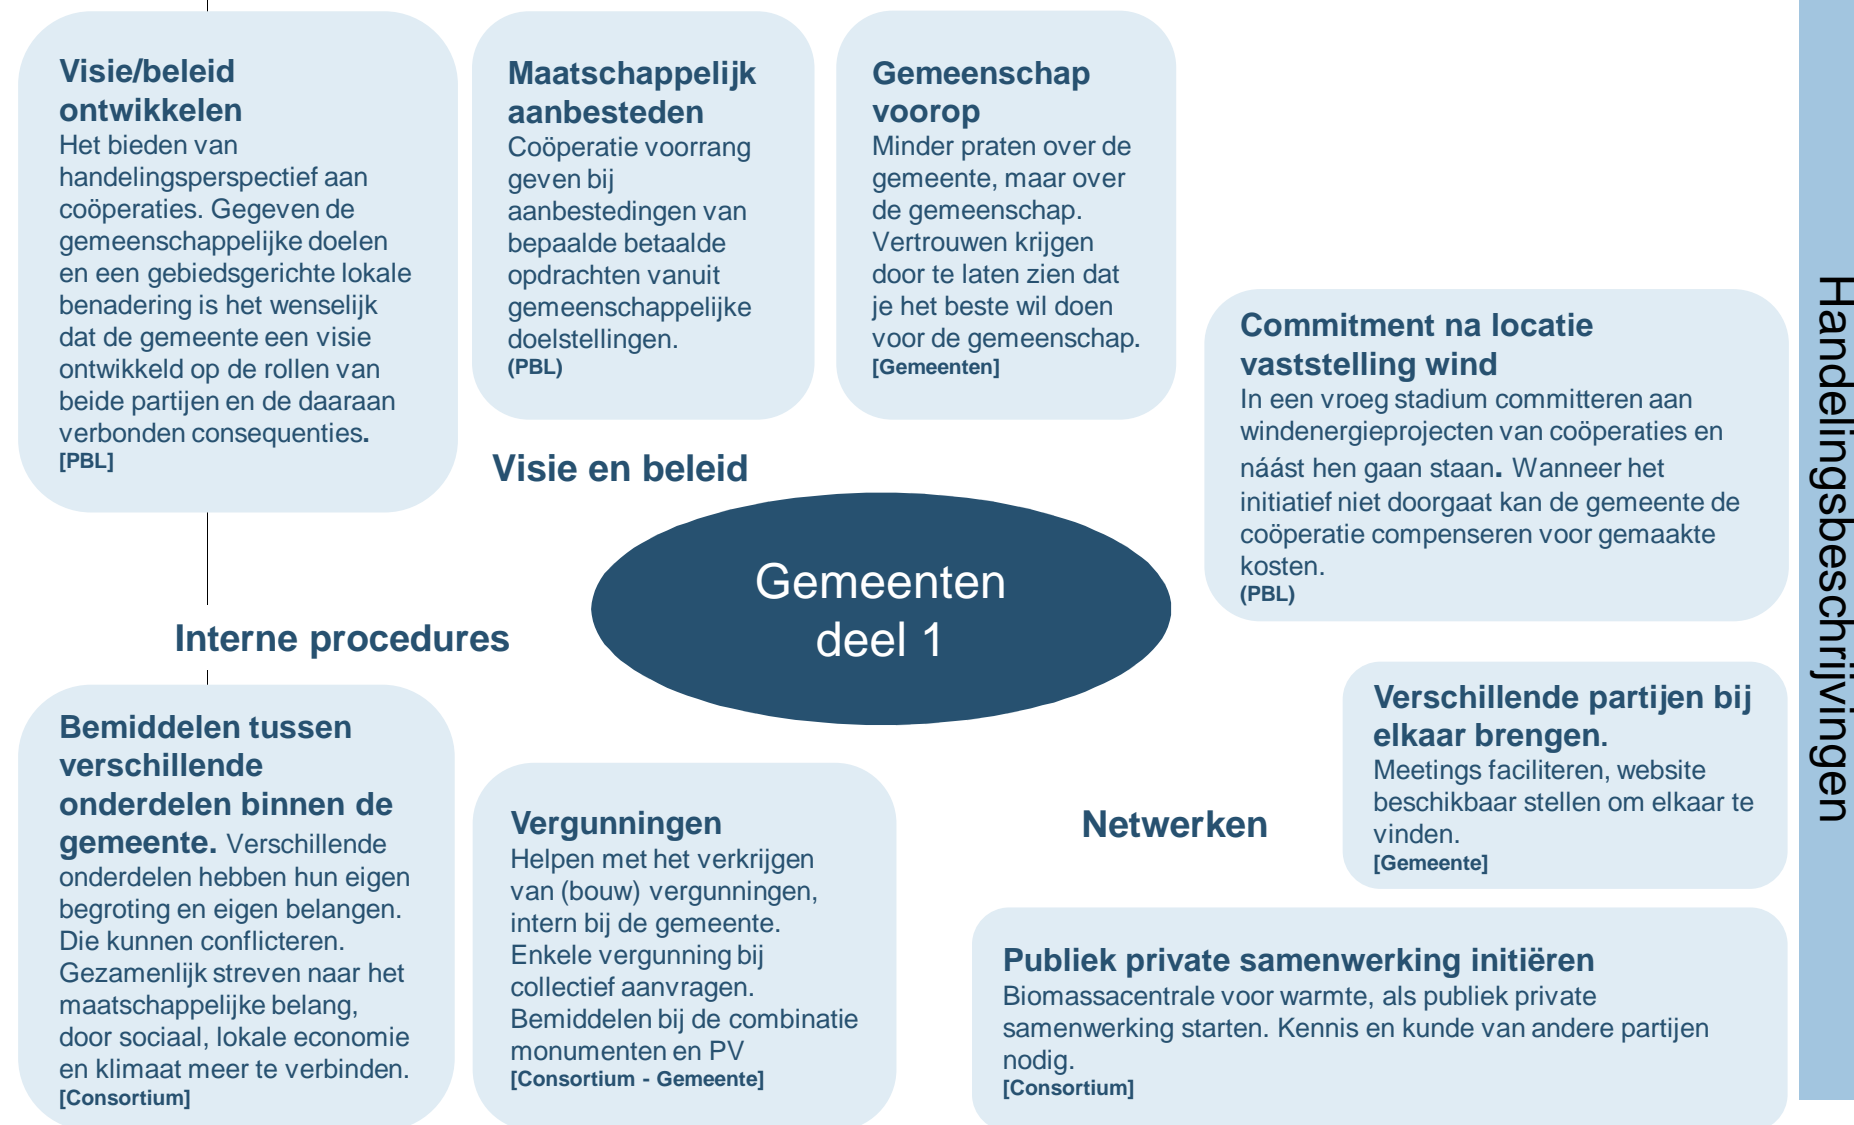 Visie/beleid
ontwikkelen
Het bieden van
handelingsperspectief aan
coöperaties. Gegeven de
gemeenschappelijke doelen
en een gebiedsgerichte lokale
benadering is het wenselijk
dat de gemeente een visie
ontwikkeld op de rollen van
beide partijen en de daaraan
verbonden consequenties.
[PBL]
Maatschappelijk
aanbesteden
Coöperatie voorrang
geven bij
aanbestedingen van
bepaalde betaalde
opdrachten vanuit
gemeenschappelijke
doelstellingen.
(PBL)
Gemeenschap
voorop
Minder praten over de
gemeente, maar over
de gemeenschap.
Vertrouwen krijgen
door te laten zien dat
je het beste wil doen
voor de gemeenschap.
[Gemeenten]
Commitment na locatie
vaststelling wind
In een vroeg stadium committeren aan
windenergieprojecten van coöperaties en
náást hen gaan staan. Wanneer het
initiatief niet doorgaat kan de gemeente de
coöperatie compenseren voor gemaakte
kosten.
(PBL)
Visie en beleid
Gemeenten
deel 1
Interne procedures
Bemiddelen tussen
verschillende
onderdelen binnen de
gemeente. Verschillende
onderdelen hebben hun eigen
begroting en eigen belangen.
Die kunnen conflicteren.
Gezamenlijk streven naar het
maatschappelijke belang,
door sociaal, lokale economie
en klimaat meer te verbinden.
[Consortium]
Vergunningen
Helpen met het verkrijgen
van (bouw) vergunningen,
intern bij de gemeente.
Enkele vergunning bij
collectief aanvragen.
Bemiddelen bij de combinatie
monumenten en PV
[Consortium - Gemeente]
Netwerken
Verschillende partijen bij
elkaar brengen.
Meetings faciliteren, website
beschikbaar stellen om elkaar te
vinden.
[Gemeente]
Publiek private samenwerking initiëren
Biomassacentrale voor warmte, als publiek private
samenwerking starten. Kennis en kunde van andere partijen
nodig.
[Consortium]
Handelingsbeschrijvingen